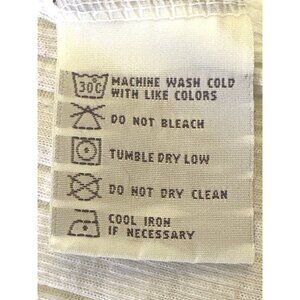 30C MACHINE WASH COLD
WITH LIKE COLORS
DO NOT BLEACH
TUMBLE DRY LOW
DO NOT DRY CLEAN
COOL IRON
IF NECESSARY